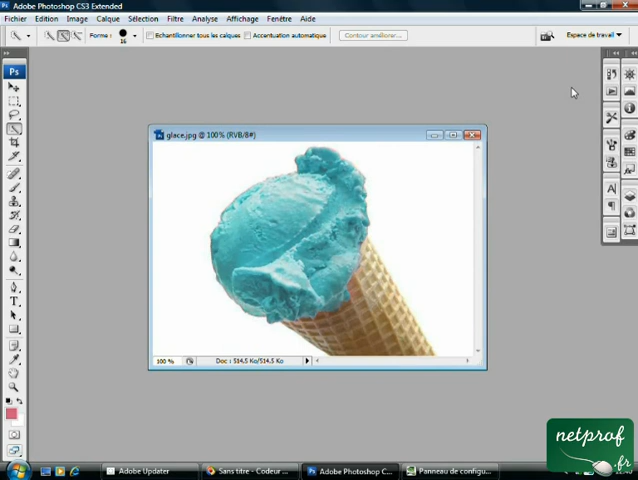 Adobe Photoshop CS3 Extended
Fichier Edition Image Calque Sélection Filtre Analyse Affichage Fenêtre Aide
Forme : 16 Echantillonner tous les calques Accentuation automatique Contour améliorer... Espace de travail
Ps
glace.jpg @ 100% (RVB/8#)
100 % Doc : 514,5 Ko/514,5 Ko
netprof
.fr
Adobe Updater Sans titre - Codeur ... Adobe Photoshop C... Panneau de configu...